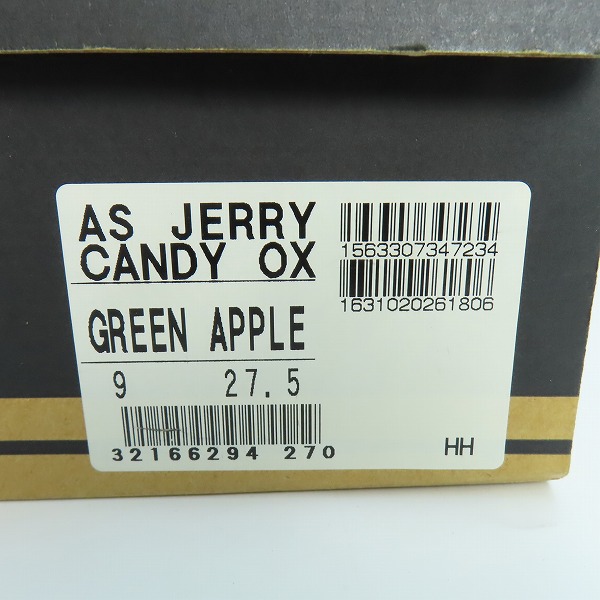 AS JERRY
CANDY OX
GREEN APPLE
9 27.5
32166294 270
1563307347234
1631020261806
HH